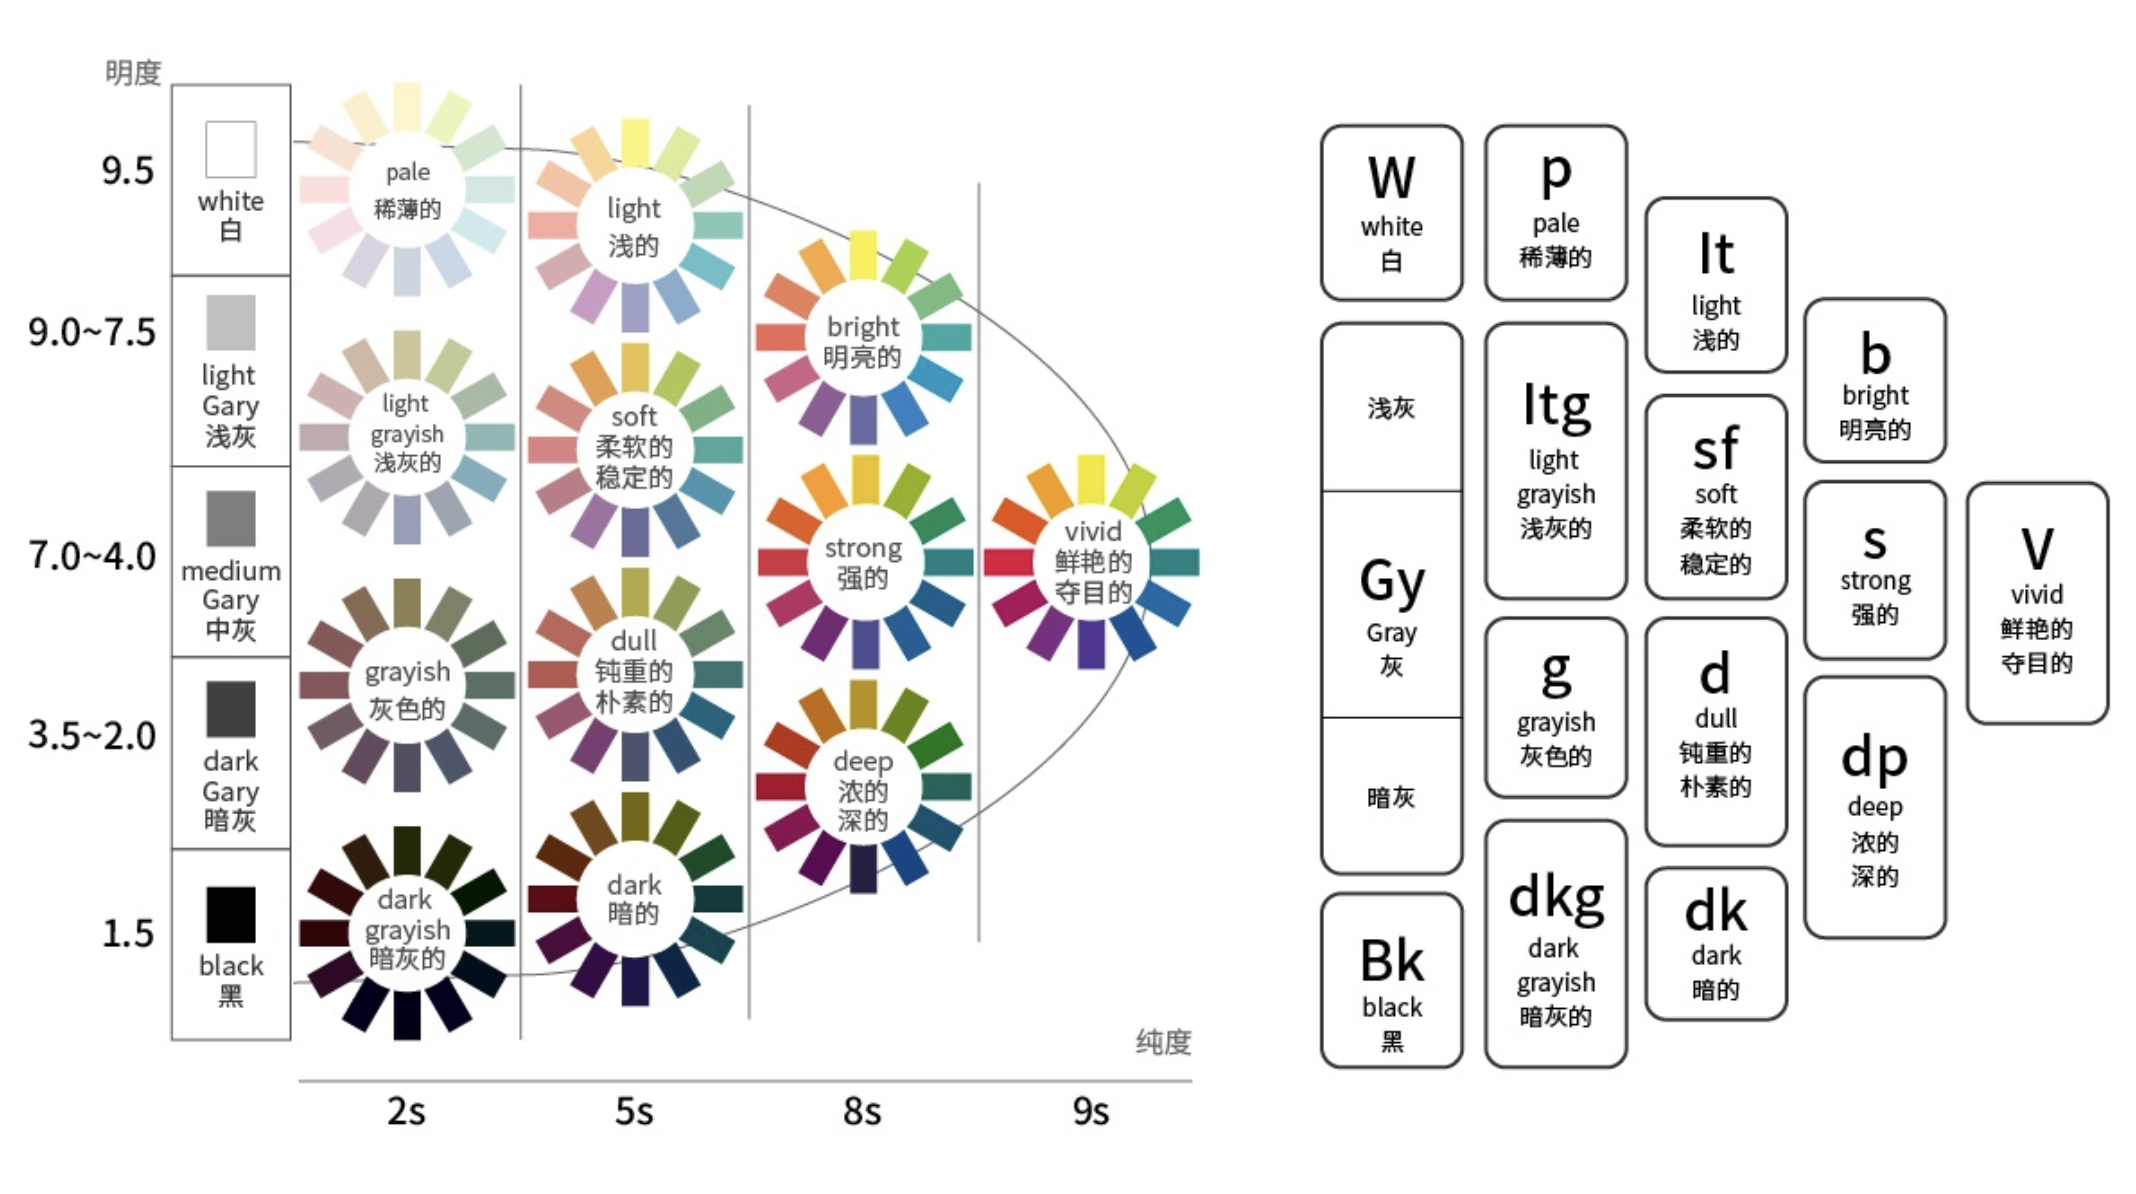 明度
9.5
9.0~7.5
7.0~4.0
3.5~2.0
1.5
white
白
light
Gary
浅灰
medium
Gary
中灰
dark
Gary
暗灰
black
黑
pale
稀薄的
light
grayish
浅灰的
grayish
灰色的
dark
grayish
暗灰的
light
浅的
soft
柔软的
稳定的
dull
钝重的
朴素的
dark
暗的
bright
明亮的
strong
强的
deep
浓的
深的
vivid
鲜艳的
夺目的
纯度
2s
5s
8s
9s
W
white
白
浅灰
Gy
Gray
灰
暗灰
Bk
black
黑
p
pale
稀薄的
ltg
light
grayish
浅灰的
g
grayish
灰色的
dkg
dark
grayish
暗灰的
lt
light
浅的
sf
soft
柔软的
稳定的
d
dull
钝重的
朴素的
dk
dark
暗的
b
bright
明亮的
s
strong
强的
dp
deep
浓的
深的
V
vivid
鲜艳的
夺目的